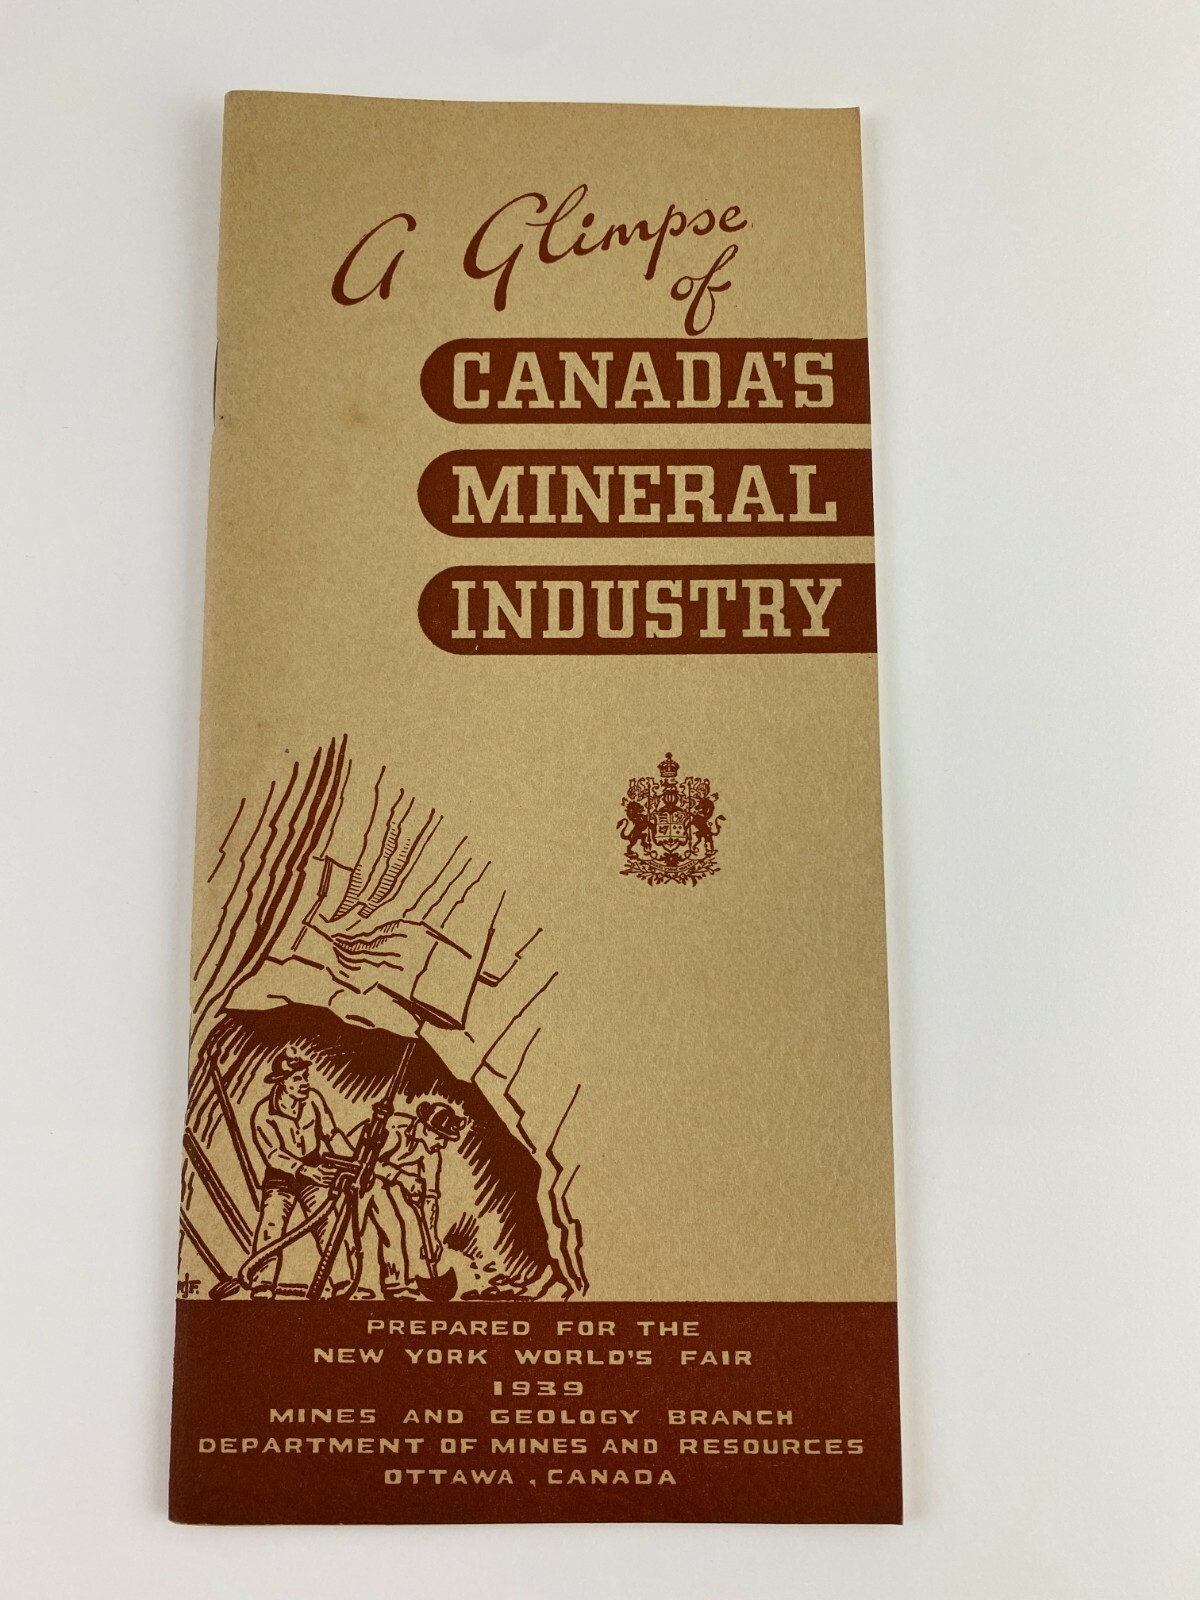 A Glimpse
of
CANADA'S
MINERAL
INDUSTRY
PREPARED FOR THE
NEW YORK WORLD'S FAIR
1939
MINES AND GEOLOGY BRANCH
DEPARTMENT OF MINES AND RESOURCES
OTTAWA, CANADA